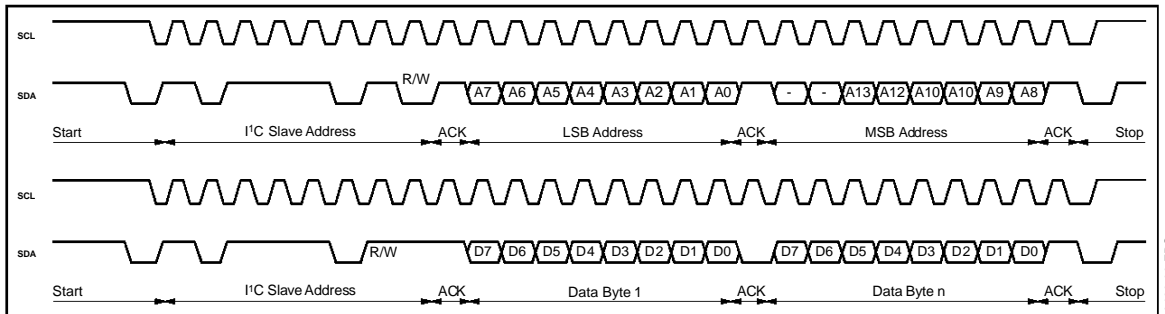 SCL
SDA R/W A7 A6 A5 A4 A3 A2 A1 A0 - - A13 A12 A10 A10 A9 A8
Start I¹C Slave Address ACK LSB Address ACK MSB Address ACK Stop
SCL
SDA R/W D7 D6 D5 D4 D3 D2 D1 D0 D7 D6 D5 D4 D3 D2 D1 D0
Start I¹C Slave Address ACK Data Byte 1 ACK Data Byte n ACK Stop